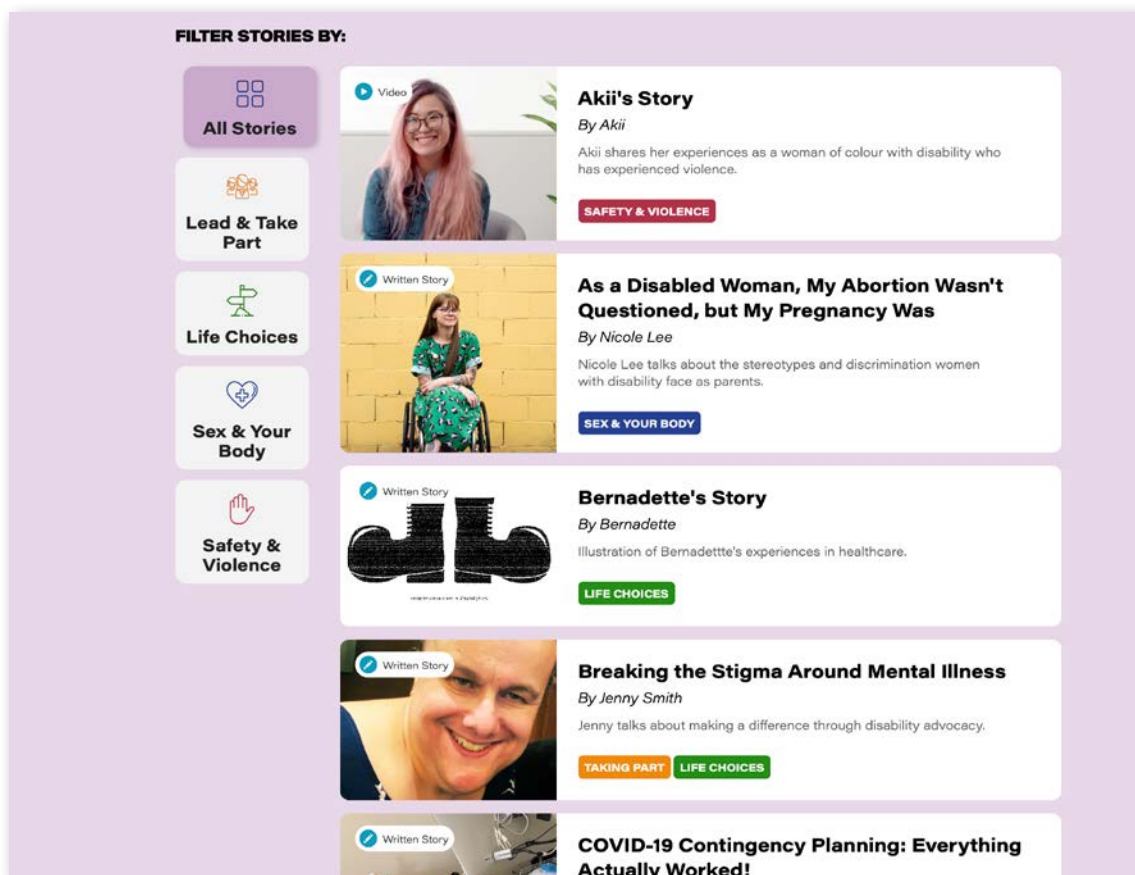 FILTER STORIES BY:
All Stories
Lead & Take
Part
Life Choices
Sex & Your
Body
Safety &
Violence
Video
Akii's Story
By Akii
Akii shares her experiences as a woman of colour with disability who
has experienced violence.
SAFETY & VIOLENCE
Written Story
As a Disabled Woman, My Abortion Wasn't
Questioned, but My Pregnancy Was
By Nicole Lee
Nicole Lee talks about the stereotypes and discrimination women
with disability face as parents.
SEX & YOUR BODY
Written Story
Bernadette's Story
By Bernadette
Illustration of Bernadettte's experiences in healthcare.
LIFE CHOICES
Written Story
Breaking the Stigma Around Mental Illness
By Jenny Smith
Jenny talks about making a difference through disability advocacy.
TAKING PART LIFE CHOICES
Written Story
COVID-19 Contingency Planning: Everything
Actually Worked!